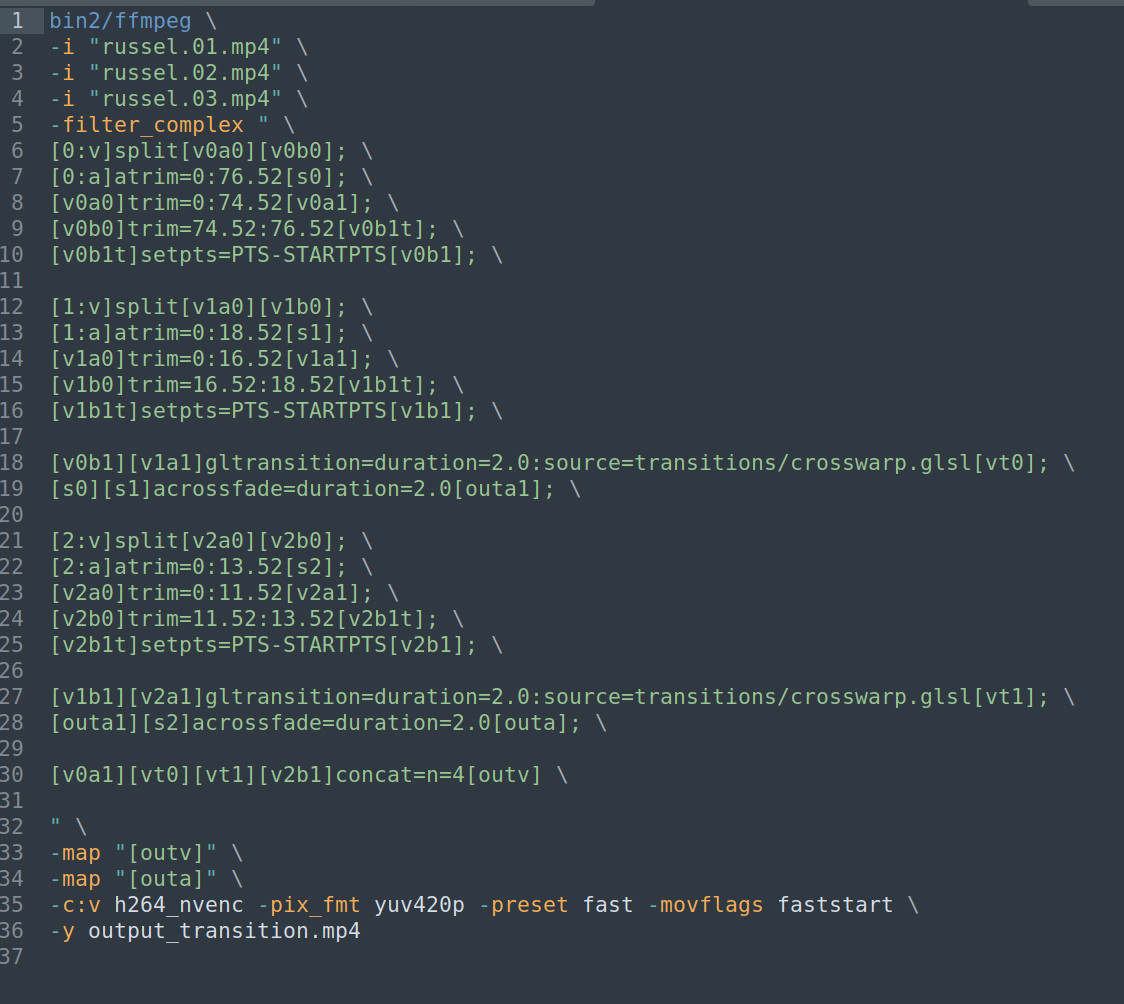 1 bin2/ffmpeg \
2 -i "russel.01.mp4" \
3 -i "russel.02.mp4" \
4 -i "russel.03.mp4" \
5 -filter_complex " \
6 [0:v]split[v0a0][v0b0]; \
7 [0:a]atrim=0:76.52[s0]; \
8 [v0a0]trim=0:74.52[v0a1]; \
9 [v0b0]trim=74.52:76.52[v0b1t]; \
10 [v0b1t]setpts=PTS-STARTPTS[v0b1]; \
11
12 [1:v]split[v1a0][v1b0]; \
13 [1:a]atrim=0:18.52[s1]; \
14 [v1a0]trim=0:16.52[v1a1]; \
15 [v1b0]trim=16.52:18.52[v1b1t]; \
16 [v1b1t]setpts=PTS-STARTPTS[v1b1]; \
17
18 [v0b1][v1a1]gltransition=duration=2.0:source=transitions/crosswarp.glsl[vt0]; \
19 [s0][s1]acrossfade=duration=2.0[outa1]; \
20
21 [2:v]split[v2a0][v2b0]; \
22 [2:a]atrim=0:13.52[s2]; \
23 [v2a0]trim=0:11.52[v2a1]; \
24 [v2b0]trim=11.52:13.52[v2b1t]; \
25 [v2b1t]setpts=PTS-STARTPTS[v2b1]; \
26
27 [v1b1][v2a1]gltransition=duration=2.0:source=transitions/crosswarp.glsl[vt1]; \
28 [outa1][s2]acrossfade=duration=2.0[outa]; \
29
30 [v0a1][vt0][vt1][v2b1]concat=n=4[outv] \
31
32 " \
33 -map "[outv]" \
34 -map "[outa]" \
35 -c:v h264_nvenc -pix_fmt yuv420p -preset fast -movflags faststart \
36 -y output_transition.mp4
37